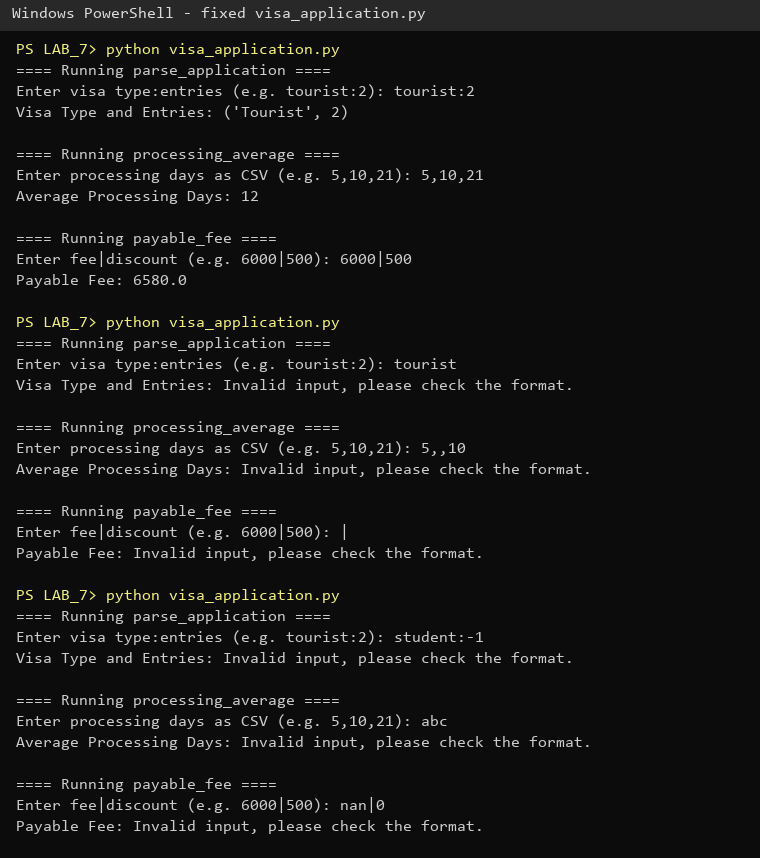 Windows PowerShell - fixed visa_application.py
PS LAB_7> python visa_application.py
==== Running parse_application ====
Enter visa type:entries (e.g. tourist:2): tourist:2
Visa Type and Entries: ('Tourist', 2)
==== Running processing_average ====
Enter processing days as CSV (e.g. 5,10,21): 5,10,21
Average Processing Days: 12
==== Running payable_fee ====
Enter fee|discount (e.g. 6000|500): 6000|500
Payable Fee: 6580.0
PS LAB_7> python visa_application.py
==== Running parse_application ====
Enter visa type:entries (e.g. tourist:2): tourist
Visa Type and Entries: Invalid input, please check the format.
==== Running processing_average ====
Enter processing days as CSV (e.g. 5,10,21): 5,,10
Average Processing Days: Invalid input, please check the format.
==== Running payable_fee ====
Enter fee|discount (e.g. 6000|500): |
Payable Fee: Invalid input, please check the format.
PS LAB_7> python visa_application.py
==== Running parse_application ====
Enter visa type:entries (e.g. tourist:2): student:-1
Visa Type and Entries: Invalid input, please check the format.
==== Running processing_average ====
Enter processing days as CSV (e.g. 5,10,21): abc
Average Processing Days: Invalid input, please check the format.
==== Running payable_fee ====
Enter fee|discount (e.g. 6000|500): nan|0
Payable Fee: Invalid input, please check the format.